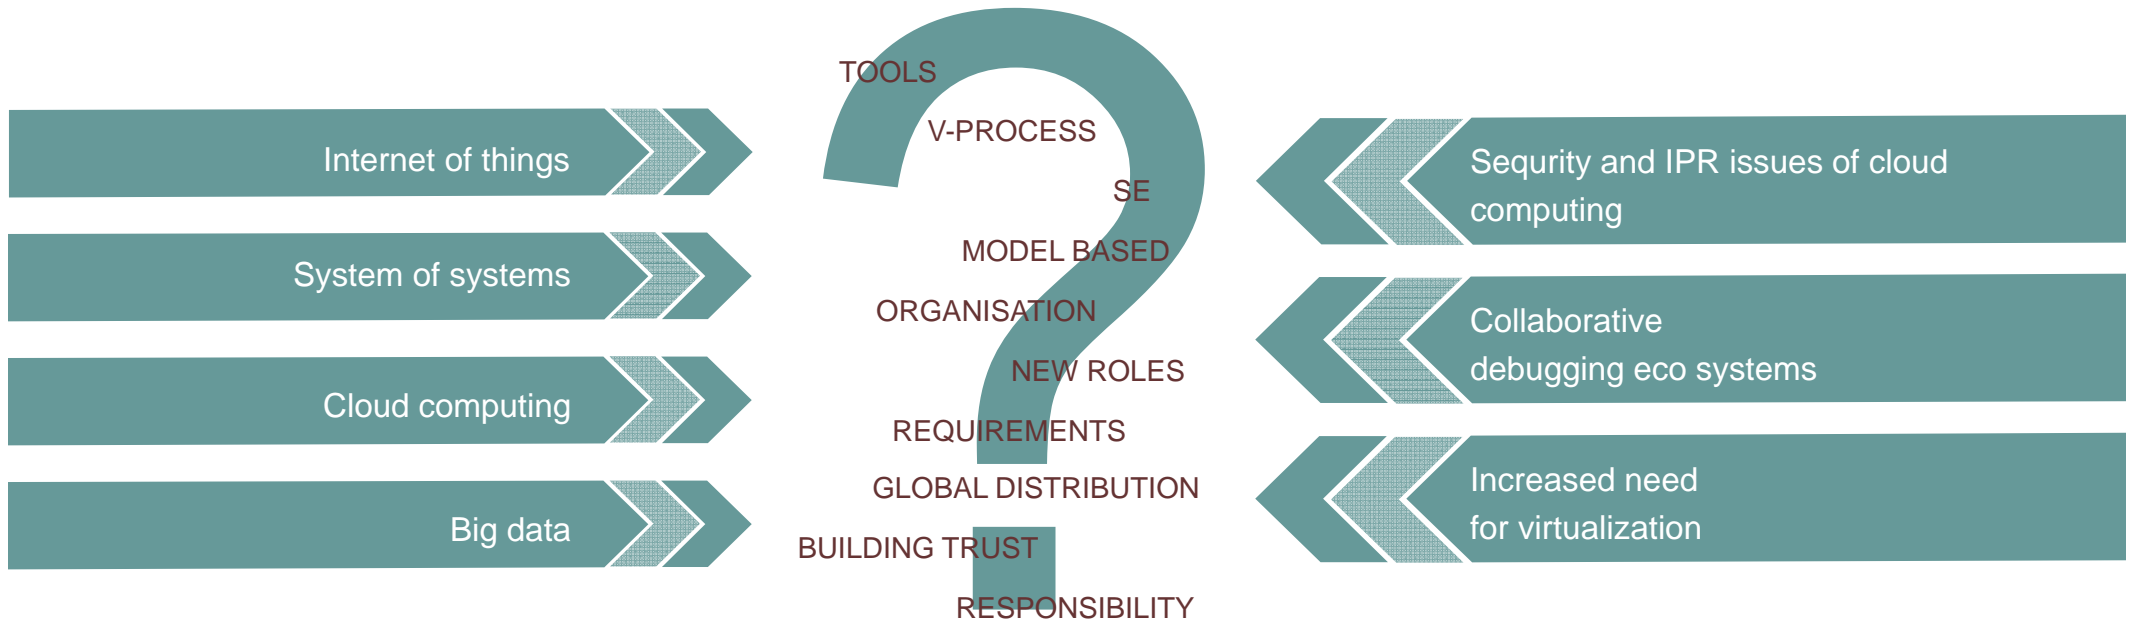 Internet of things
System of systems
Cloud computing
Big data
TOOLS
V-PROCESS
SE
MODEL BASED
ORGANISATION
NEW ROLES
REQUIREMENTS
GLOBAL DISTRIBUTION
BUILDING TRUST
RESPONSIBILITY
Sequrity and IPR issues of cloud
computing
Collaborative
debugging eco systems
Increased need
for virtualization